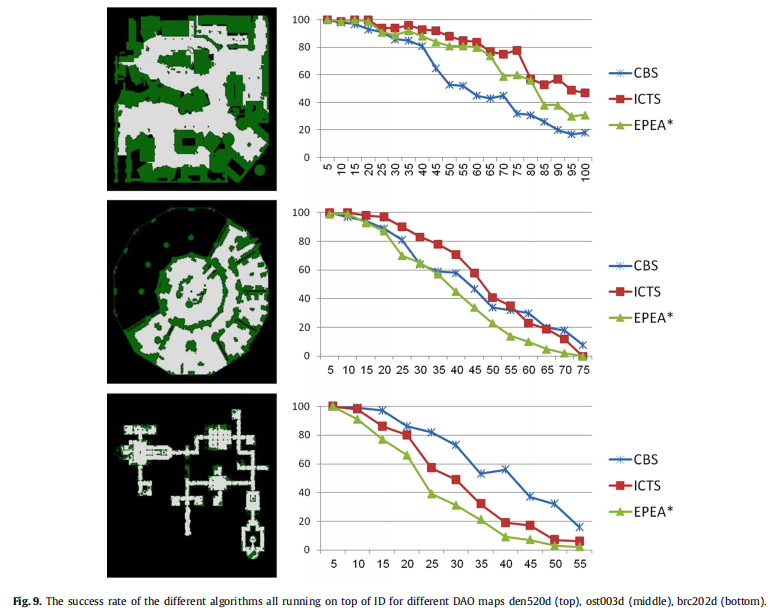 100
80
60
40
20
0
5 10 15 20 25 30 35 40 45 50 55 60 65 70 75 80 85 90 95 100
CBS
ICTS
EPEA*
100
80
60
40
20
0
5 10 15 20 25 30 35 40 45 50 55 60 65 70 75
CBS
ICTS
EPEA*
100
80
60
40
20
0
5 10 15 20 25 30 35 40 45 50 55
CBS
ICTS
EPEA*
Fig. 9. The success rate of the different algorithms all running on top of ID for different DAO maps den520d (top), ost003d (middle), brc202d (bottom).